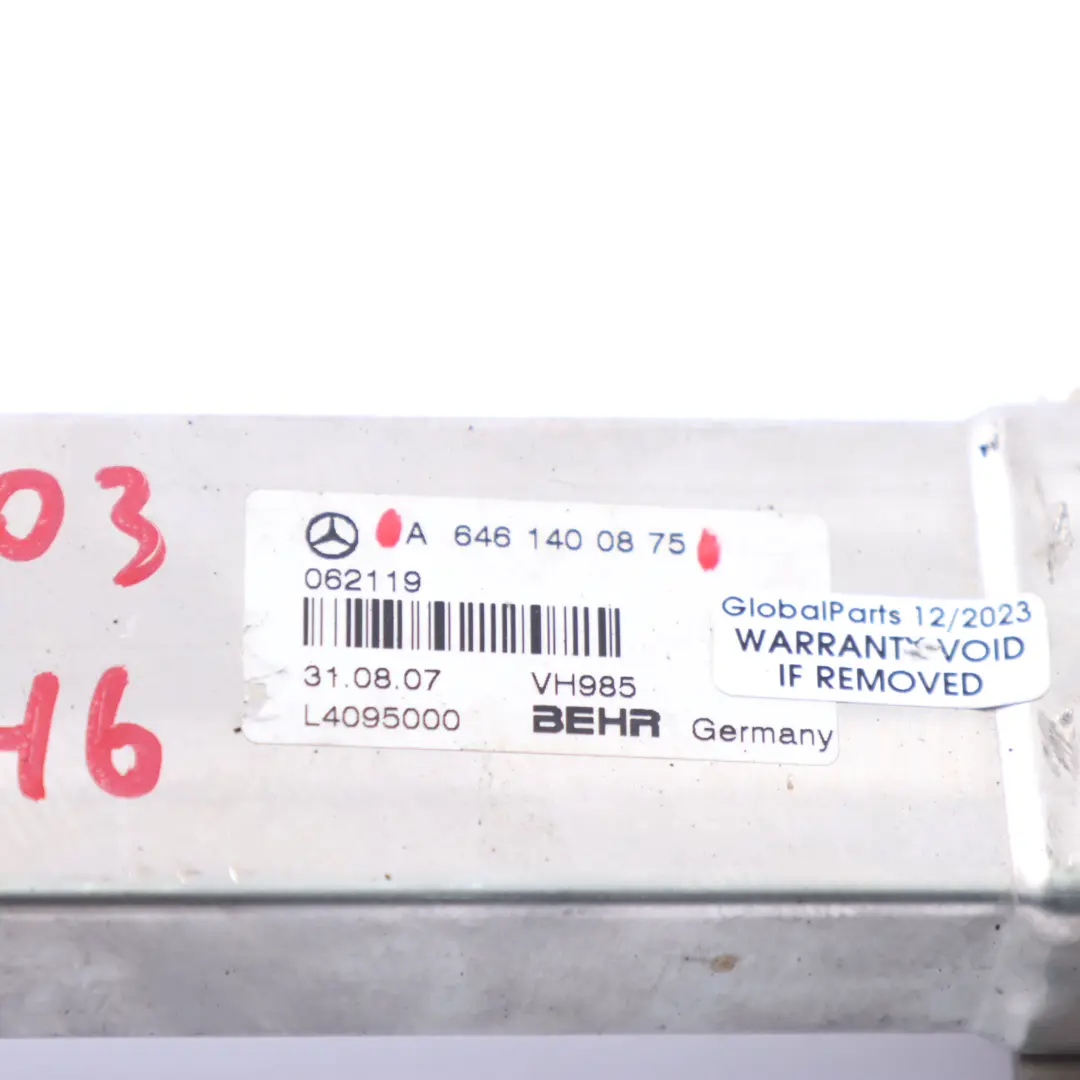 03
H6
A 646 140 08 75
062119
31.08.07 VH985
L4095000 BEHR Germany
GlobalParts 12/2023
WARRANTY VOID
IF REMOVED